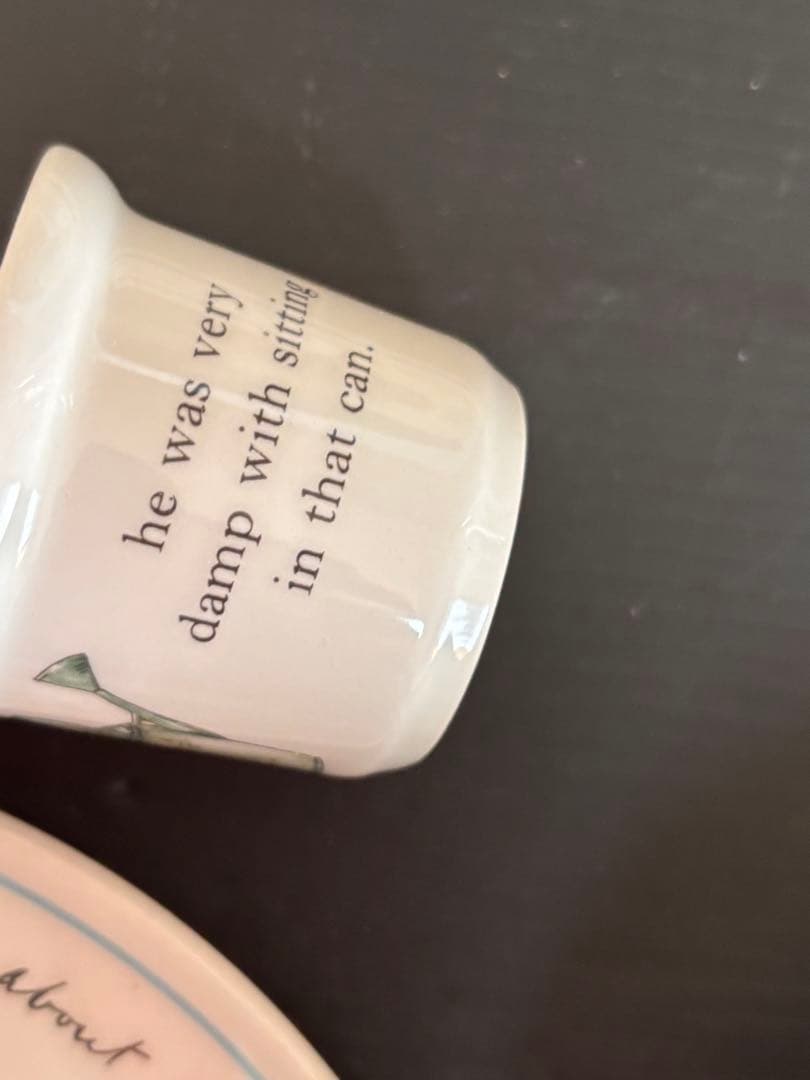 he was very
damp with sitting
in that can.
about